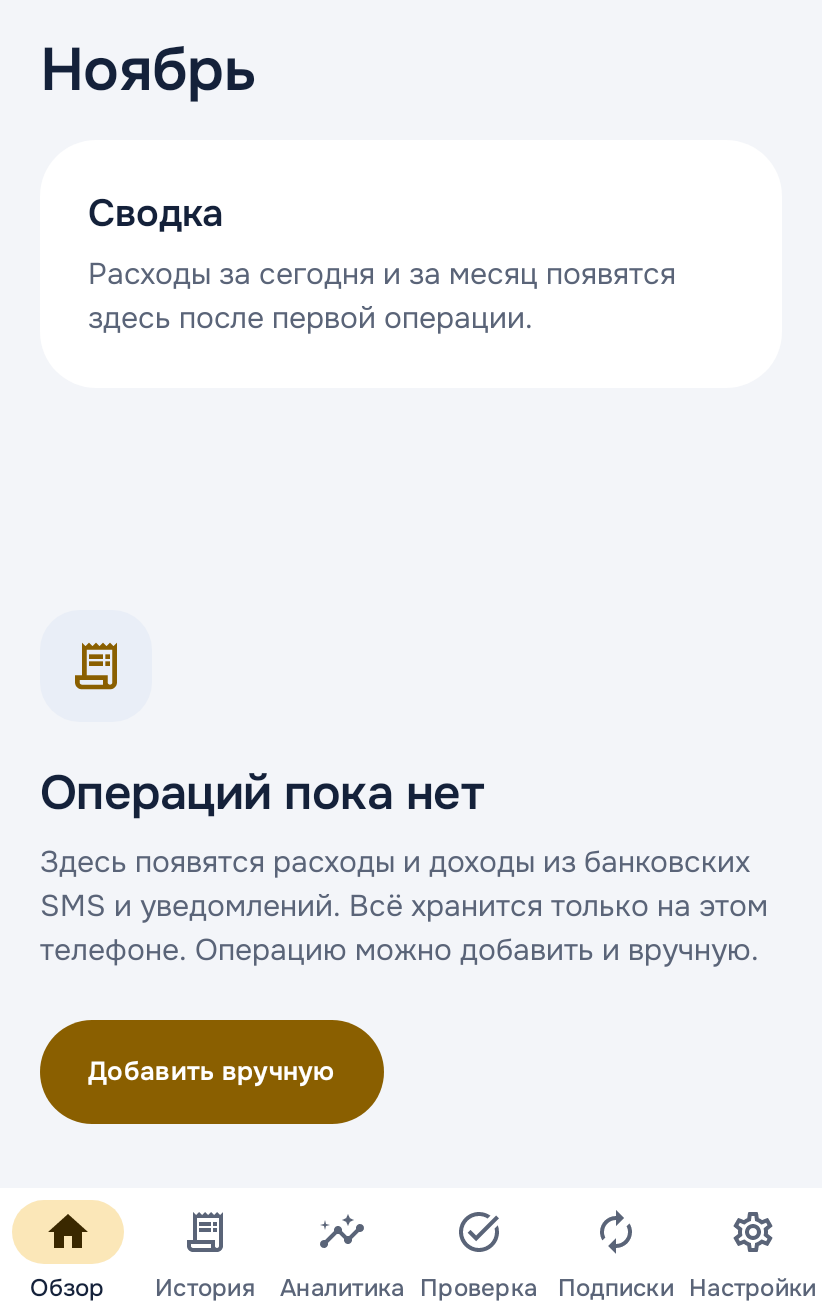 Ноябрь
Сводка
Расходы за сегодня и за месяц появятся
здесь после первой операции.
Операций пока нет
Здесь появятся расходы и доходы из банковских
SMS и уведомлений. Всё хранится только на этом
телефоне. Операцию можно добавить и вручную.
Добавить вручную
Обзор
История
Аналитика
Проверка
Подписки
Настройки